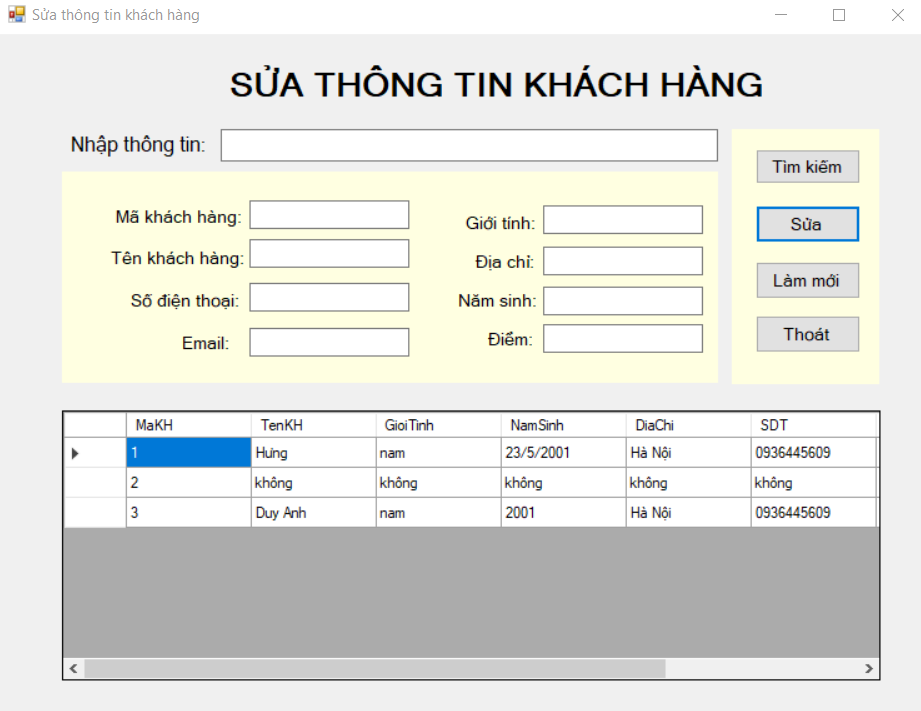 Sửa thông tin khách hàng
SỬA THÔNG TIN KHÁCH HÀNG
Nhập thông tin:
Mã khách hàng:
Tên khách hàng:
Số điện thoại:
Email:
Giới tính:
Địa chỉ:
Năm sinh:
Điểm:
Tìm kiếm
Sửa
Làm mới
Thoát
MaKH TenKH GioiTinh NamSinh DiaChi SDT
1 Hưng nam 23/5/2001 Hà Nội 0936445609
2 không không không không không
3 Duy Anh nam 2001 Hà Nội 0936445609